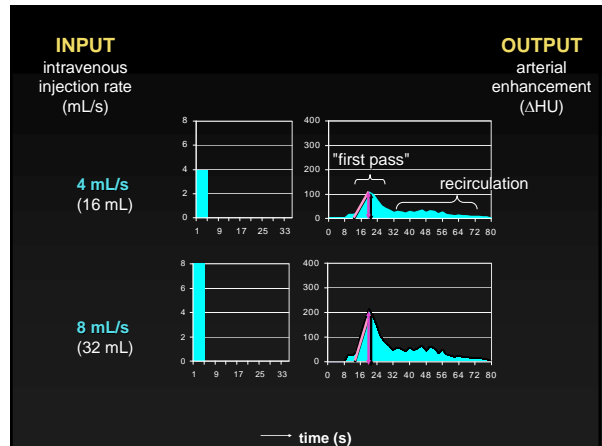 INPUT
intravenous
injection rate
(mL/s)
OUTPUT
arterial
enhancement
(ΔHU)
4 mL/s
(16 mL)
8
6
4
2
0
1 9 17 25 33
400
300
200
100
0
0 8 16 24 32 40 48 56 64 72 80
"first pass"
recirculation
8 mL/s
(32 mL)
8
6
4
2
0
1 9 17 25 33
400
300
200
100
0
0 8 16 24 32 40 48 56 64 72 80
time (s)